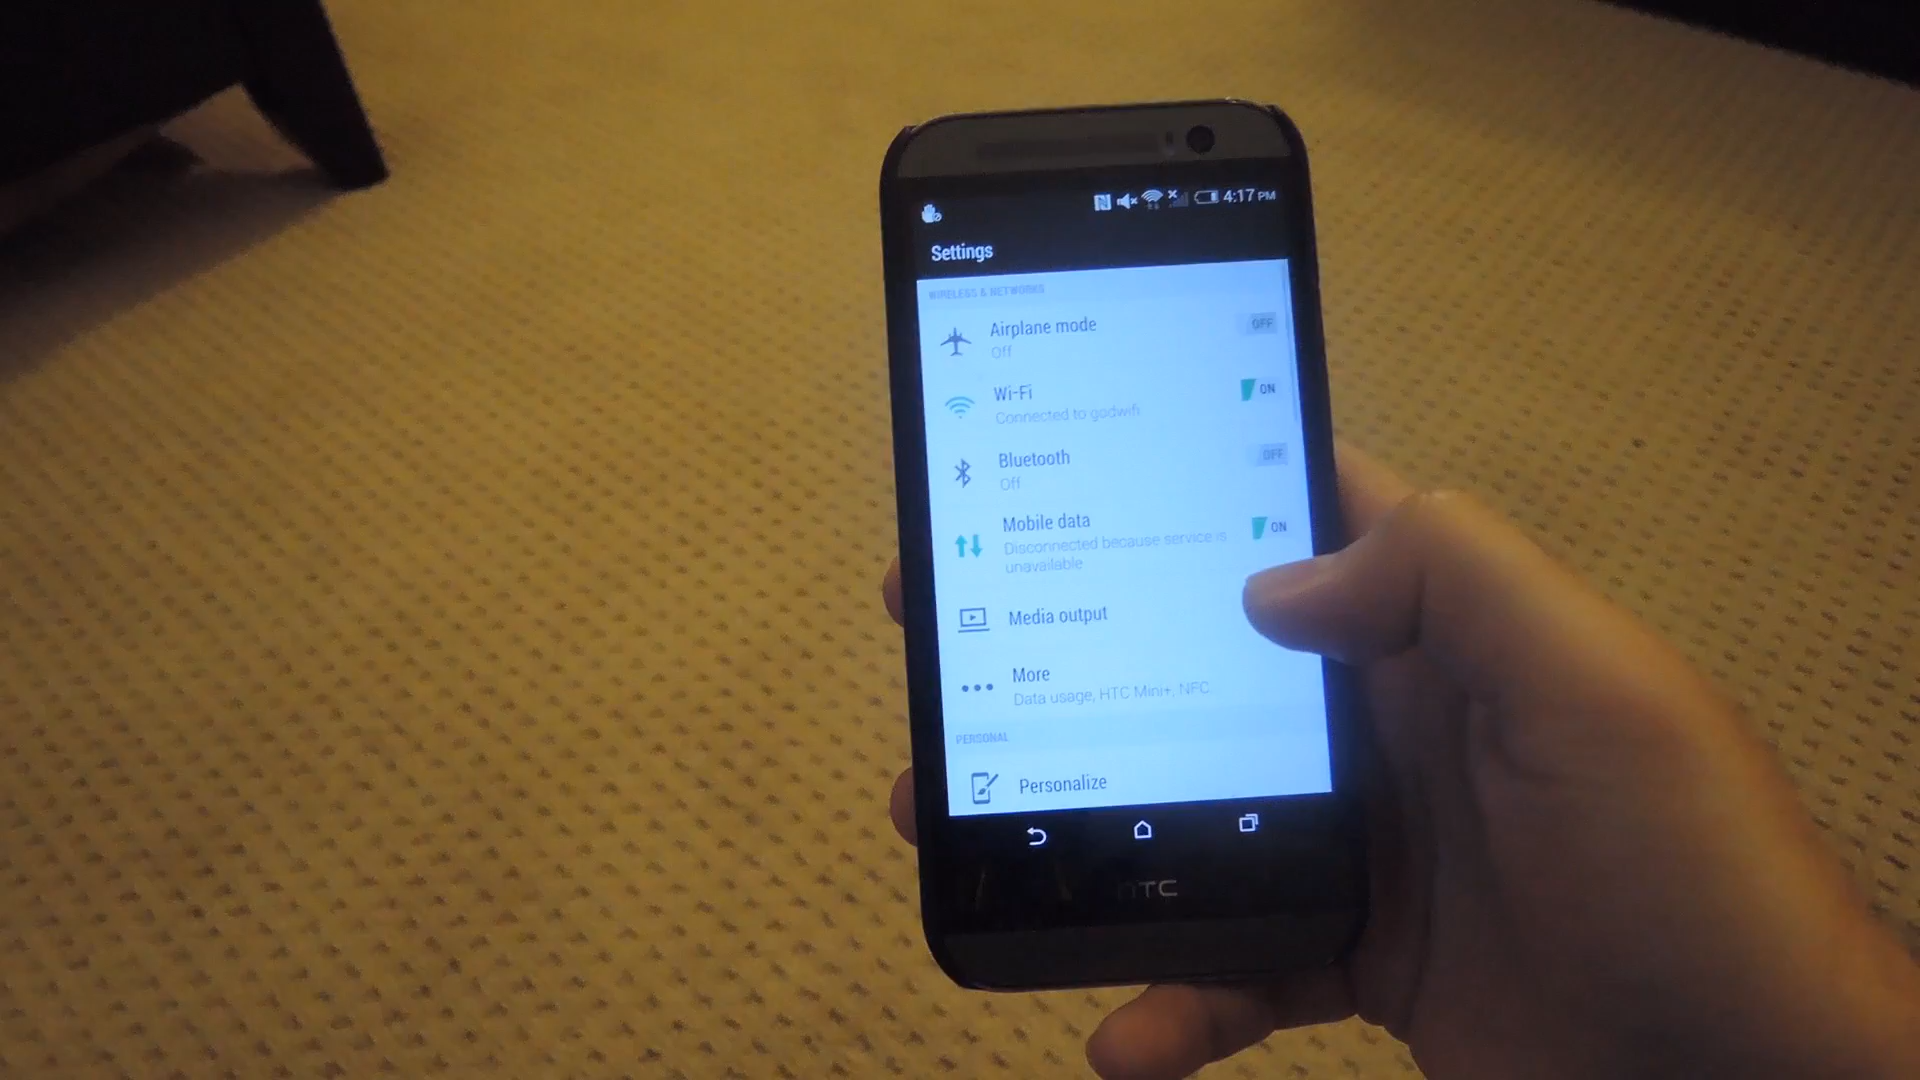 4:17 PM
Settings
WIRELESS & NETWORKS
Airplane mode
OFF
Off
Wi-Fi
ON
Connected to godwifi
Bluetooth
OFF
Off
Mobile data
ON
Disconnected because service is
unavailable
Media output
More
Data usage, HTC Mini+, NFC
PERSONAL
Personalize
HTC